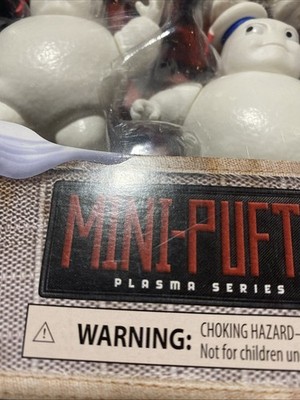 MINI-PUFT
PLASMA SERIES
WARNING: CHOKING HAZARD–
Not for children un